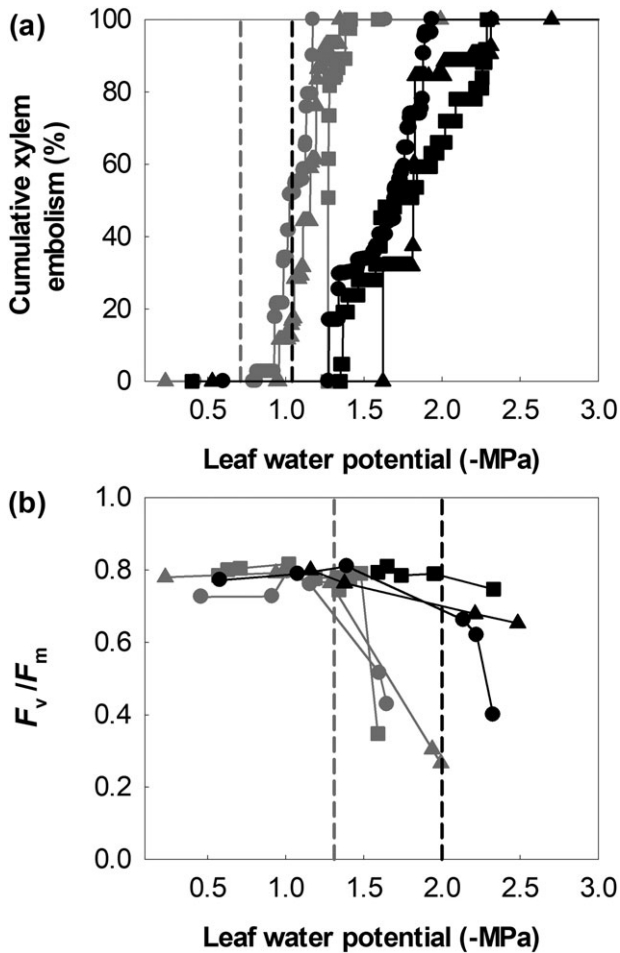 (a)
100
80
60
40
20
0
Cumulative xylem
embolism (%)
0.5 1.0 1.5 2.0 2.5 3.0
Leaf water potential (-MPa)
(b)
1.0
0.8
0.6
0.4
0.2
0.0
Fv /Fm
0.5 1.0 1.5 2.0 2.5 3.0
Leaf water potential (-MPa)